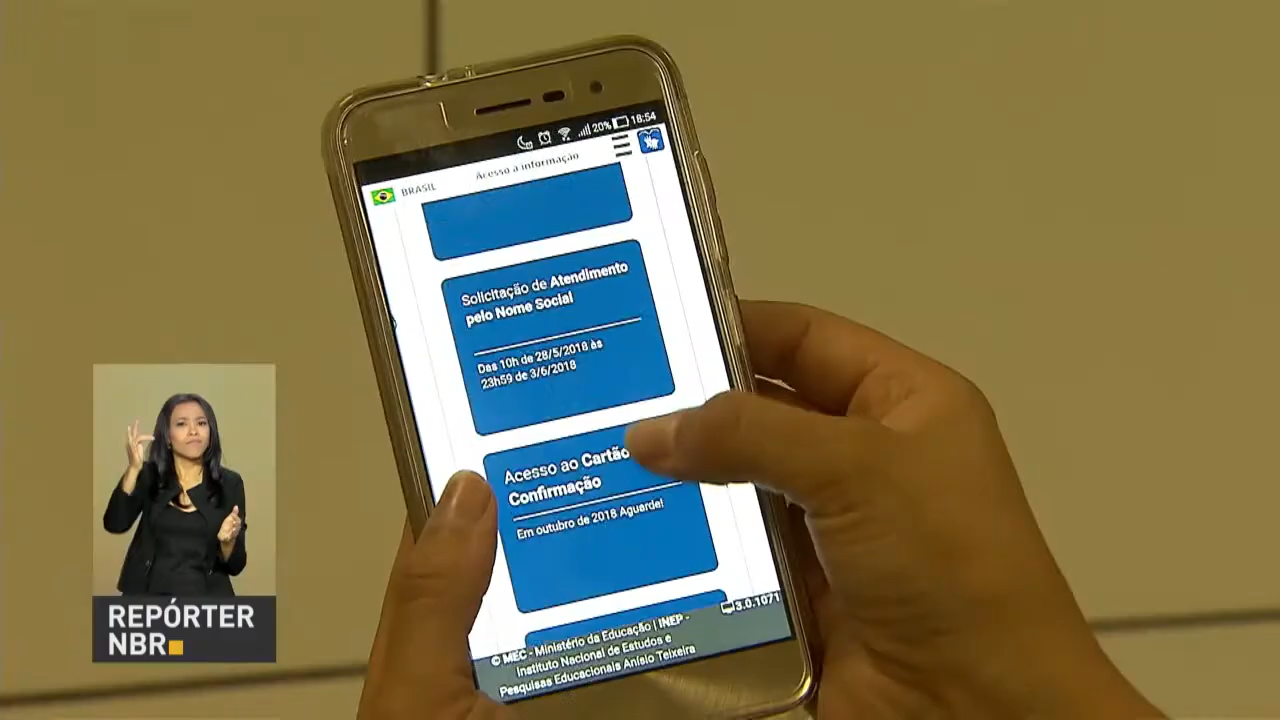 20% 18:54
BRASIL Acesso à informação
Solicitação de Atendimento
pelo Nome Social
Das 10h de 28/5/2018 às
23h59 de 3/6/2018
Acesso ao Cartão
Confirmação
Em outubro de 2018 Aguarde!
3.0.1071
© MEC - Ministério da Educação | INEP -
Instituto Nacional de Estudos e
Pesquisas Educacionais Anísio Teixeira
REPÓRTER
NBR